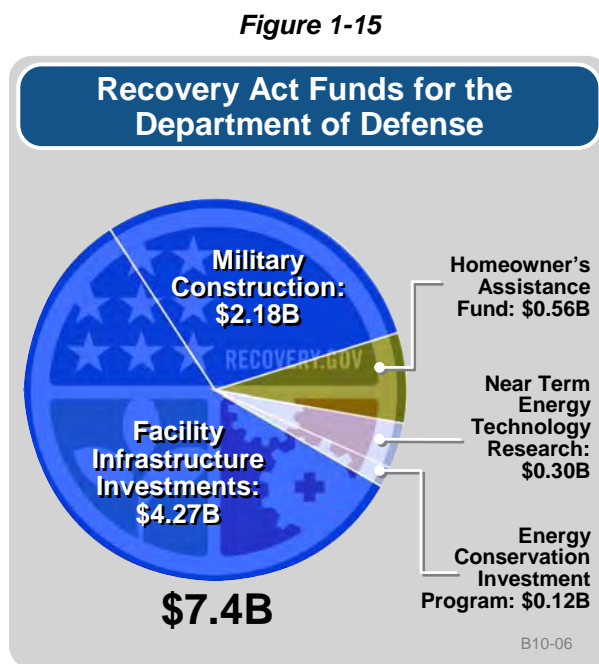 Figure 1-15
Recovery Act Funds for the
Department of Defense
Military
Construction:
$2.18B
RECOVERY.GOV
Homeowner's
Assistance
Fund: $0.56B
Near Term
Energy
Technology
Research:
$0.30B
Facility
Infrastructure
Investments:
$4.27B
Energy
Conservation
Investment
Program: $0.12B
$7.4B
B10-06